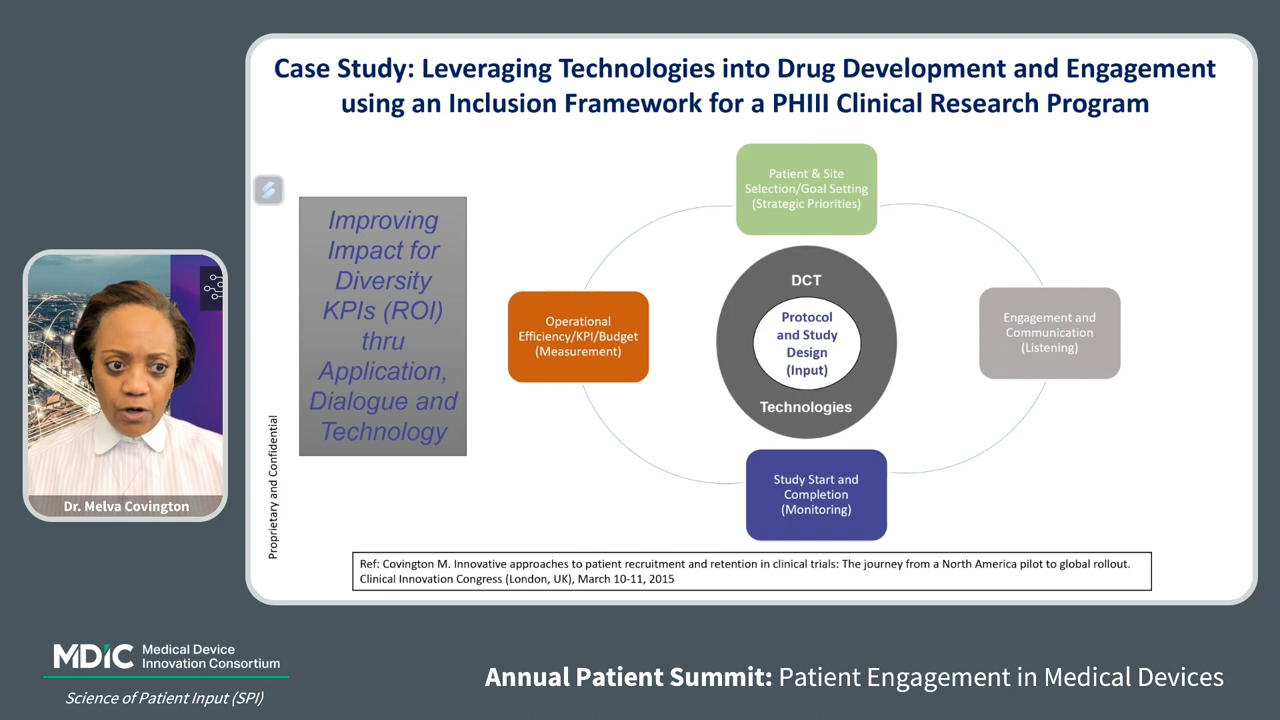 Case Study: Leveraging Technologies into Drug Development and Engagement
using an Inclusion Framework for a PHIII Clinical Research Program
Improving
Impact for
Diversity
KPIs (ROI)
thru
Application,
Dialogue and
Technology
Proprietary and Confidential
Patient & Site
Selection/Goal Setting
(Strategic Priorities)
Operational
Efficiency/KPI/Budget
(Measurement)
DCT
Protocol
and Study
Design
(Input)
Technologies
Engagement and
Communication
(Listening)
Study Start and
Completion
(Monitoring)
Ref: Covington M. Innovative approaches to patient recruitment and retention in clinical trials: The journey from a North America pilot to global rollout.
Clinical Innovation Congress (London, UK), March 10-11, 2015
Dr. Melva Covington
MDIC
Medical Device
Innovation Consortium
Science of Patient Input (SPI)
Annual Patient Summit: Patient Engagement in Medical Devices